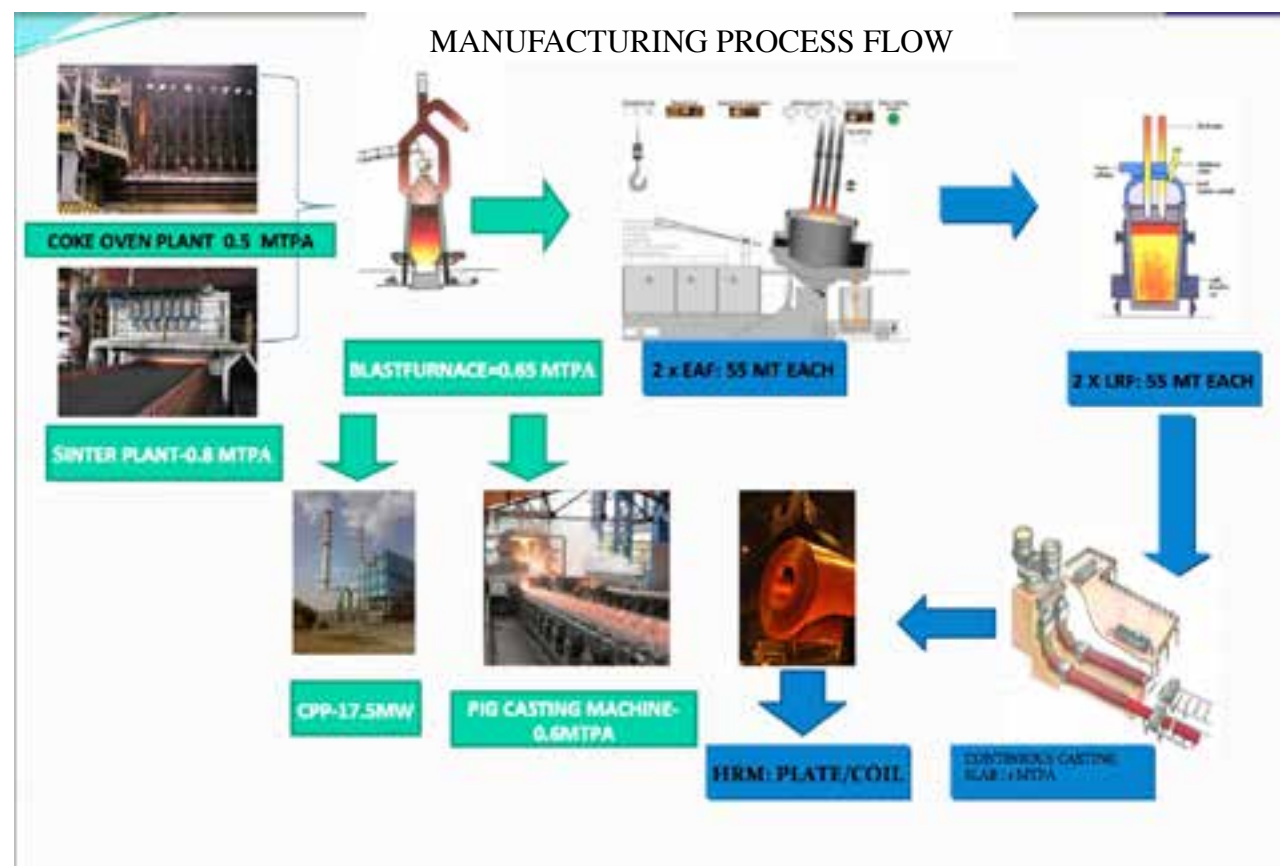 MANUFACTURING PROCESS FLOW
COKE OVEN PLANT 0.5 MTPA
SINTER PLANT-0.8 MTPA
BLASTFURNACE=0.65 MTPA
2 x EAF: 55 MT EACH
2 X LRF: 55 MT EACH
CPP-17.5MW
PIG CASTING MACHINE-
0.6MTPA
HRM: PLATE/COIL
CASTING
SLAB : MTPA